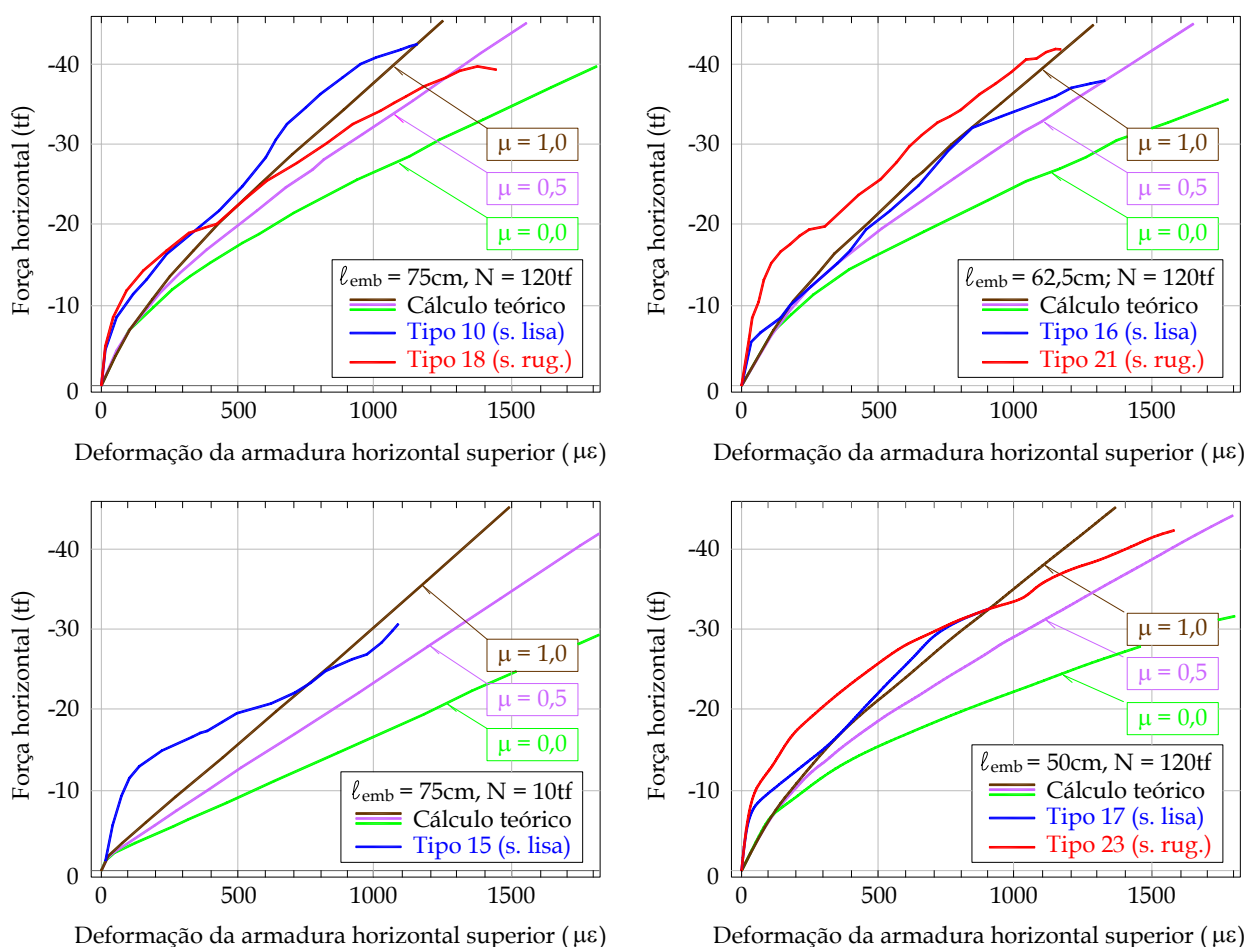 Força horizontal (tf)
-40
-30
-20
-10
0
μ = 1,0
μ = 0,5
μ = 0,0
ℓemb = 75cm, N = 120tf
Cálculo teórico
Tipo 10 (s. lisa)
Tipo 18 (s. rug.)
0 500 1000 1500
Deformação da armadura horizontal superior (με)
Força horizontal (tf)
-40
-30
-20
-10
0
μ = 1,0
μ = 0,5
μ = 0,0
ℓemb = 62,5cm; N = 120tf
Cálculo teórico
Tipo 16 (s. lisa)
Tipo 21 (s. rug.)
0 500 1000 1500
Deformação da armadura horizontal superior (με)
Força horizontal (tf)
-40
-30
-20
-10
0
μ = 1,0
μ = 0,5
μ = 0,0
ℓemb = 75cm, N = 10tf
Cálculo teórico
Tipo 15 (s. lisa)
0 500 1000 1500
Deformação da armadura horizontal superior (με)
Força horizontal (tf)
-40
-30
-20
-10
0
μ = 1,0
μ = 0,5
μ = 0,0
ℓemb = 50cm, N = 120tf
Cálculo teórico
Tipo 17 (s. lisa)
Tipo 23 (s. rug.)
0 500 1000 1500
Deformação da armadura horizontal superior (με)